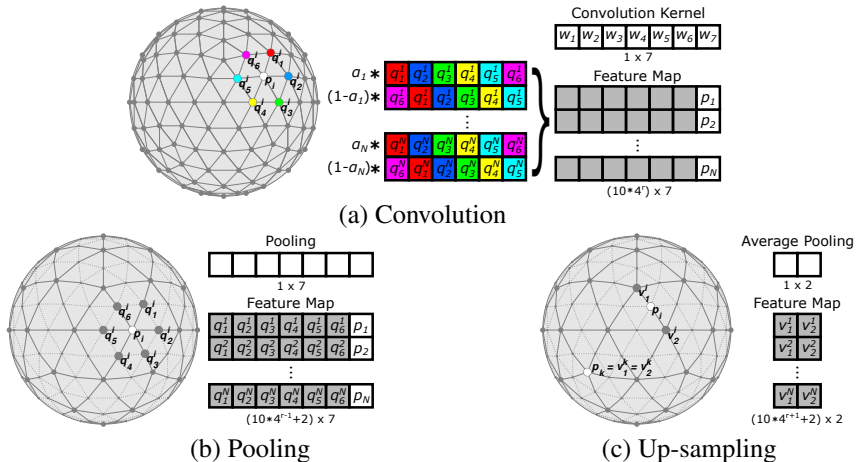 Convolution Kernel
w₁ w₂ w₃ w₄ w₅ w₆ w₇
1 x 7
Feature Map
q₁ⁱ q₂ⁱ q₃ⁱ q₄ⁱ q₅ⁱ q₆ⁱ pᵢ
a₁* q₁¹ q₂¹ q₃¹ q₄¹ q₅¹ q₆¹
(1-a₁)* q₆¹ q₁¹ q₂¹ q₃¹ q₄¹ q₅¹
⋮
a_N* q₁ᴺ q₂ᴺ q₃ᴺ q₄ᴺ q₅ᴺ q₆ᴺ
(1-a_N)* q₆ᴺ q₁ᴺ q₂ᴺ q₃ᴺ q₄ᴺ q₅ᴺ
p₁
p₂
⋮
p_N
(10*4ʳ) x 7
(a) Convolution
Pooling
1 x 7
Feature Map
q₁ⁱ q₂ⁱ q₃ⁱ q₄ⁱ q₅ⁱ q₆ⁱ pᵢ
q₁¹ q₂¹ q₃¹ q₄¹ q₅¹ q₆¹ p₁
q₁² q₂² q₃² q₄² q₅² q₆² p₂
⋮
q₁ᴺ q₂ᴺ q₃ᴺ q₄ᴺ q₅ᴺ q₆ᴺ p_N
(10*4ʳ⁻¹+2) x 7
(b) Pooling
Average Pooling
1 x 2
Feature Map
v₁ⁱ
pᵢ
v₂ⁱ
p_k = v₁ᵏ = v₂ᵏ
v₁¹ v₂¹
v₁² v₂²
⋮
v₁ᴺ v₂ᴺ
(10*4ʳ⁺¹+2) x 2
(c) Up-sampling